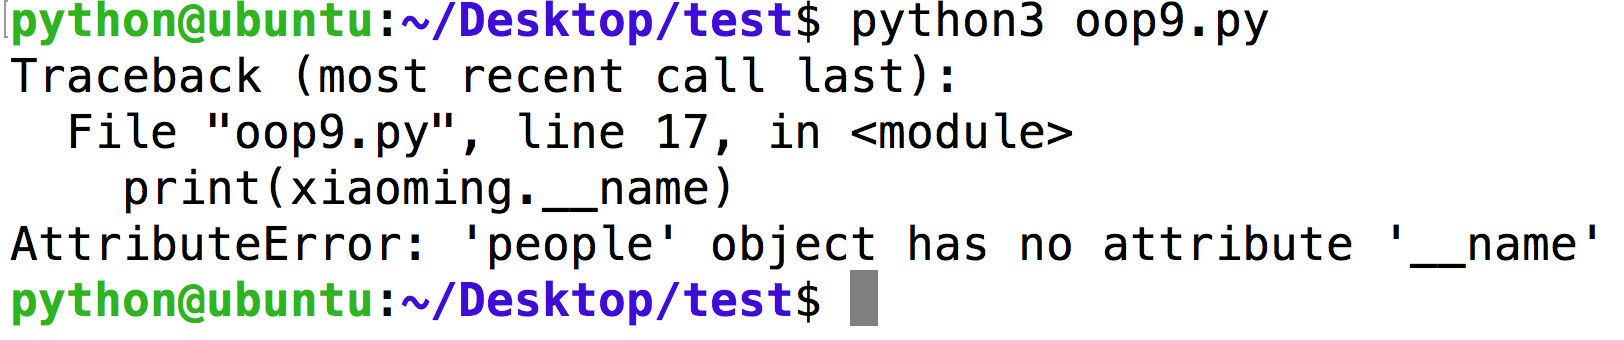 python@ubuntu:~/Desktop/test$ python3 oop9.py
Traceback (most recent call last):
  File "oop9.py", line 17, in <module>
    print(xiaoming.__name)
AttributeError: 'people' object has no attribute '__name'
python@ubuntu:~/Desktop/test$